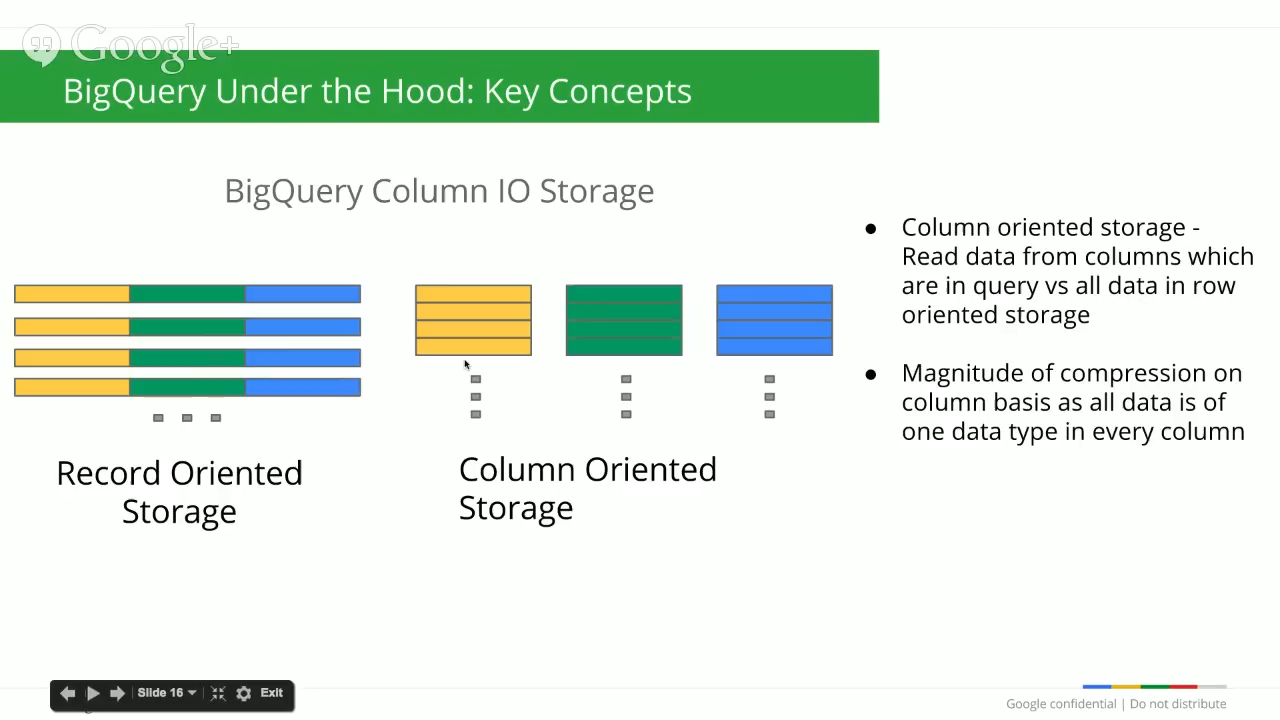 Google+
BigQuery Under the Hood: Key Concepts
BigQuery Column IO Storage
● Column oriented storage -
Read data from columns which
are in query vs all data in row
oriented storage
● Magnitude of compression on
column basis as all data is of
one data type in every column
Record Oriented
Storage
Column Oriented
Storage
Slide 16
Exit
Google confidential | Do not distribute